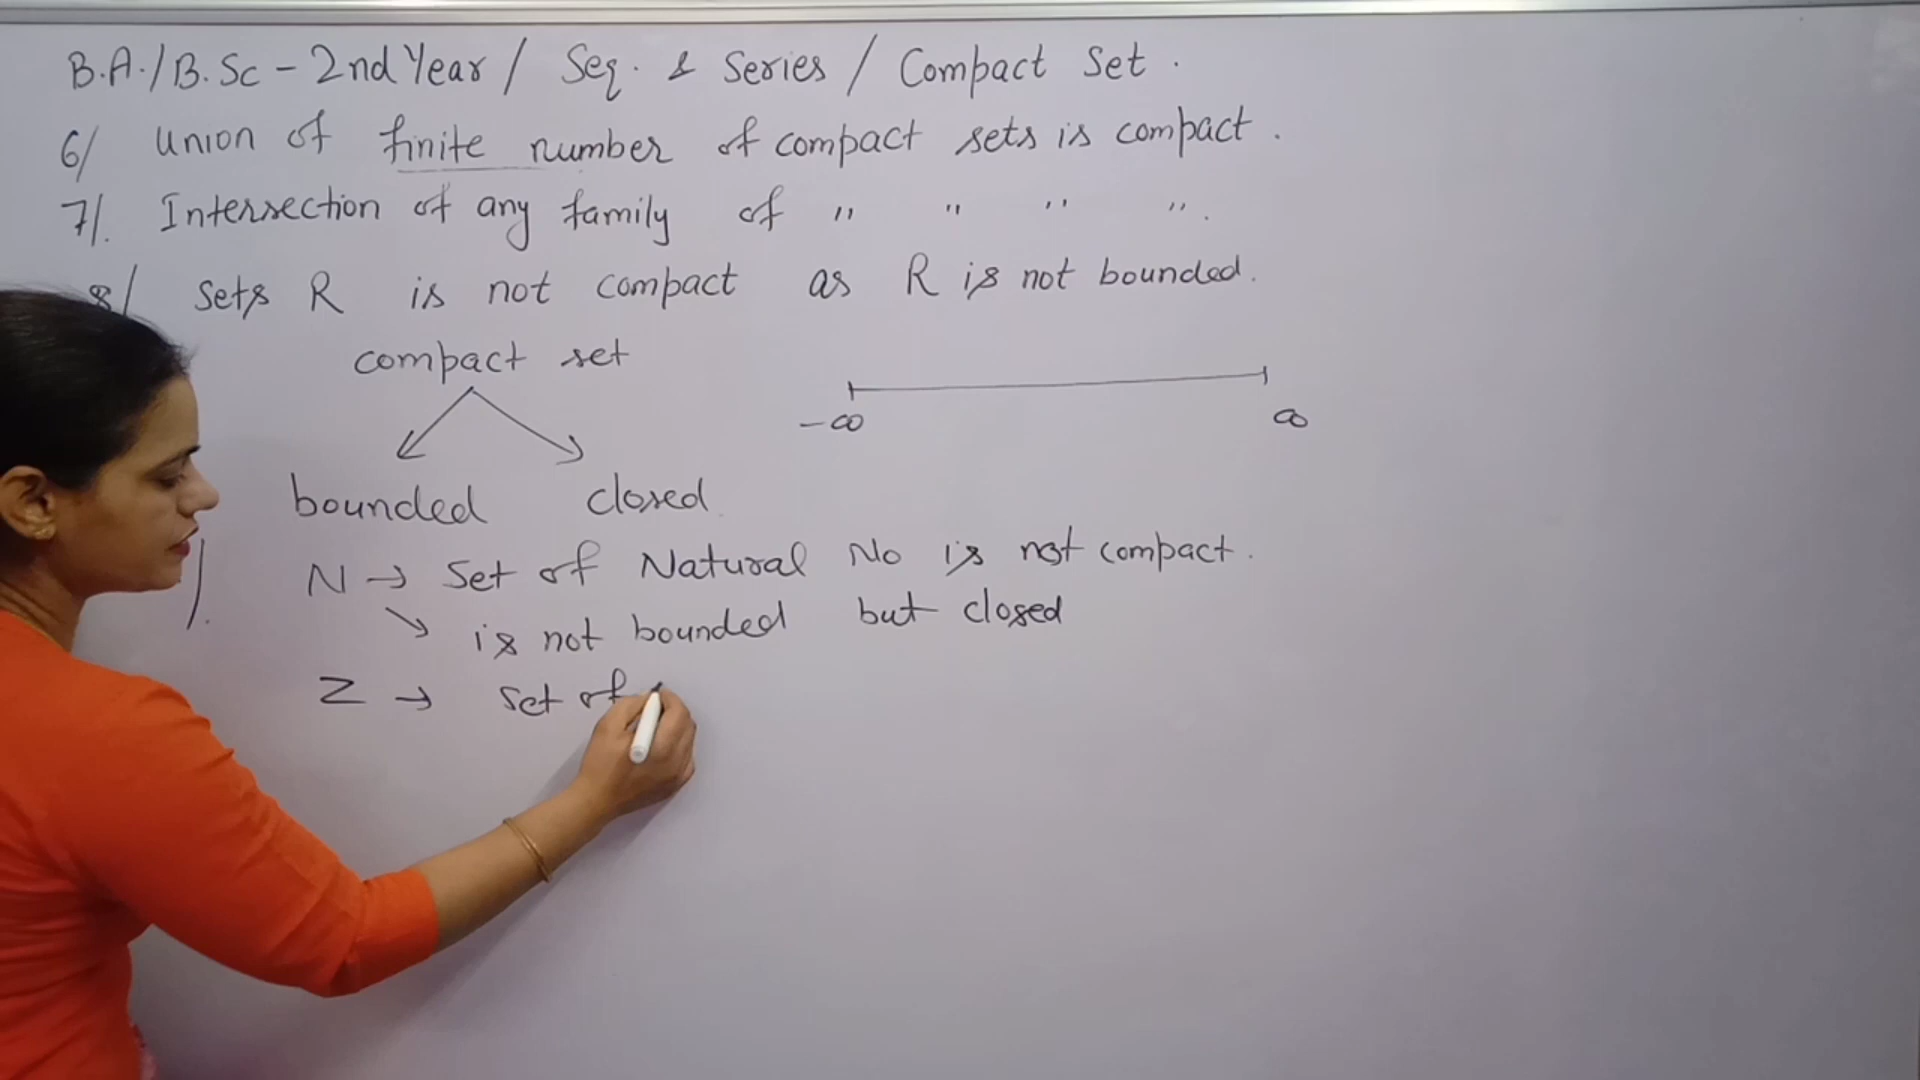 B.A./B.Sc - 2nd Year / Seq. & Series / Compact Set.
6/ Union of finite number of compact sets is compact.
7/. Intersection of any family of " " " ".
8/ Sets R is not compact as R is not bounded.
compact set
-∞ ∞
bounded closed
/. N → Set of Natural No is not compact.
↘ is not bounded but closed
Z → Set of